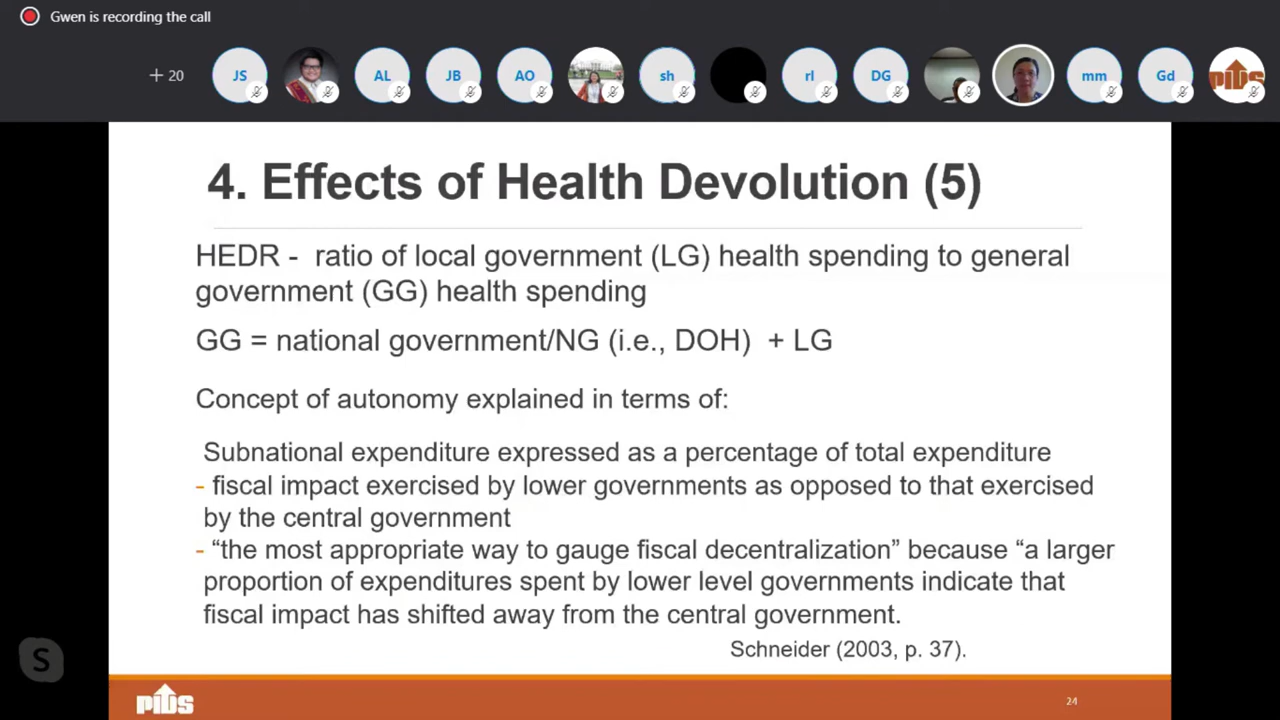 Gwen is recording the call
+ 20
JS
AL
JB
AO
sh
rl
DG
mm
Gd
PIDS
4. Effects of Health Devolution (5)
HEDR - ratio of local government (LG) health spending to general
government (GG) health spending
GG = national government/NG (i.e., DOH) + LG
Concept of autonomy explained in terms of:
Subnational expenditure expressed as a percentage of total expenditure
- fiscal impact exercised by lower governments as opposed to that exercised
by the central government
- “the most appropriate way to gauge fiscal decentralization” because “a larger
proportion of expenditures spent by lower level governments indicate that
fiscal impact has shifted away from the central government.
Schneider (2003, p. 37).
S
PIDS
24